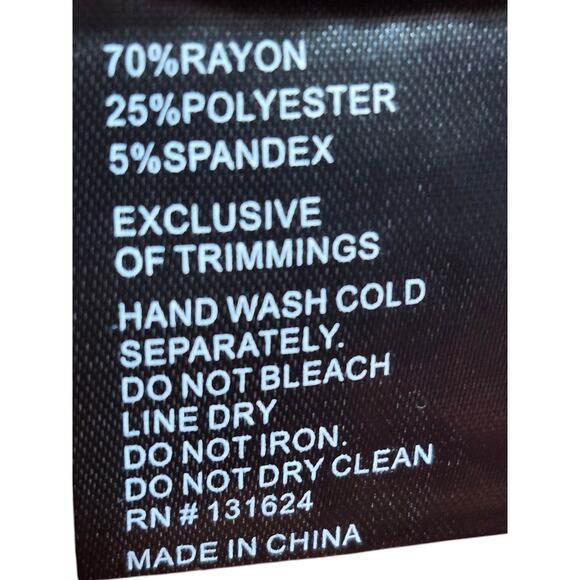 70%RAYON
25%POLYESTER
5%SPANDEX
EXCLUSIVE
OF TRIMMINGS
HAND WASH COLD
SEPARATELY.
DO NOT BLEACH
LINE DRY
DO NOT IRON.
DO NOT DRY CLEAN
RN # 131624
MADE IN CHINA